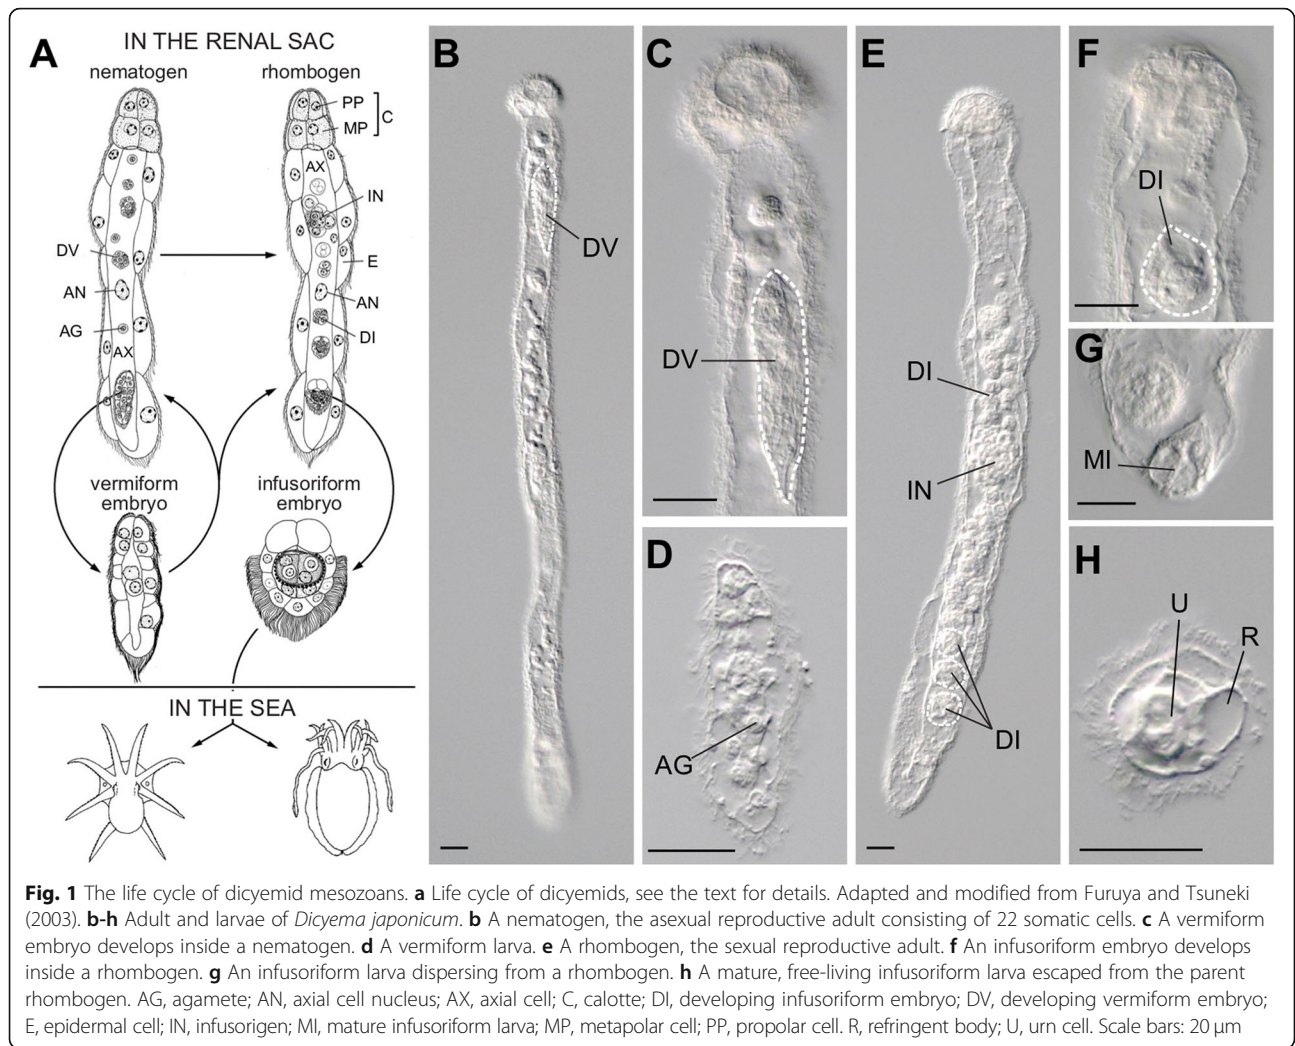 A
IN THE RENAL SAC
nematogen
rhombogen
PP
MP
C
AX
IN
DV
E
AN
AN
AG
DI
AX
vermiform
embryo
infusoriform
embryo
IN THE SEA
B
DV
C
DV
D
AG
E
DI
IN
DI
F
DI
G
MI
H
U
R
Fig. 1 The life cycle of dicyemid mesozoans. a Life cycle of dicyemids, see the text for details. Adapted and modified from Furuya and Tsuneki
(2003). b-h Adult and larvae of Dicyema japonicum. b A nematogen, the asexual reproductive adult consisting of 22 somatic cells. c A vermiform
embryo develops inside a nematogen. d A vermiform larva. e A rhombogen, the sexual reproductive adult. f An infusoriform embryo develops
inside a rhombogen. g An infusoriform larva dispersing from a rhombogen. h A mature, free-living infusoriform larva escaped from the parent
rhombogen. AG, agamete; AN, axial cell nucleus; AX, axial cell; C, calotte; DI, developing infusoriform embryo; DV, developing vermiform embryo;
E, epidermal cell; IN, infusorigen; MI, mature infusoriform larva; MP, metapolar cell; PP, propolar cell. R, refringent body; U, urn cell. Scale bars: 20 μm